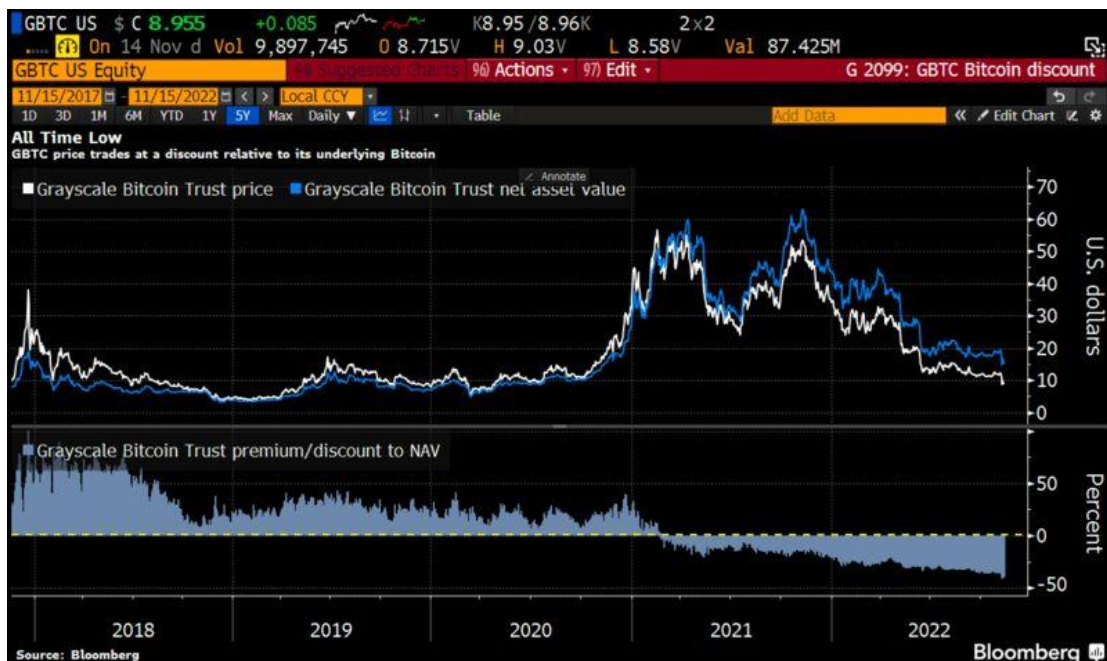 GBTC US $ C 8.955 +0.085 K8.95 / 8.96K 2×2
On 14 Nov d Vol 9,897,745 O 8.715V H 9.03V L 8.58V Val 87.425M
GBTC US Equity 98) Suggested Charts 96) Actions 97) Edit G 2099: GBTC Bitcoin discount
11/15/2017 - 11/15/2022 < > Local CCY
1D 3D 1M 6M YTD 1Y 5Y Max Daily ▼ Table Add Data « Edit Chart
All Time Low
GBTC price trades at a discount relative to its underlying Bitcoin
Annotate
Grayscale Bitcoin Trust price Grayscale Bitcoin Trust net asset value
70
60
50
40
30
20
10
0
U.S. dollars
Grayscale Bitcoin Trust premium/discount to NAV
50
0
-50
Percent
2018 2019 2020 2021 2022
Source: Bloomberg Bloomberg